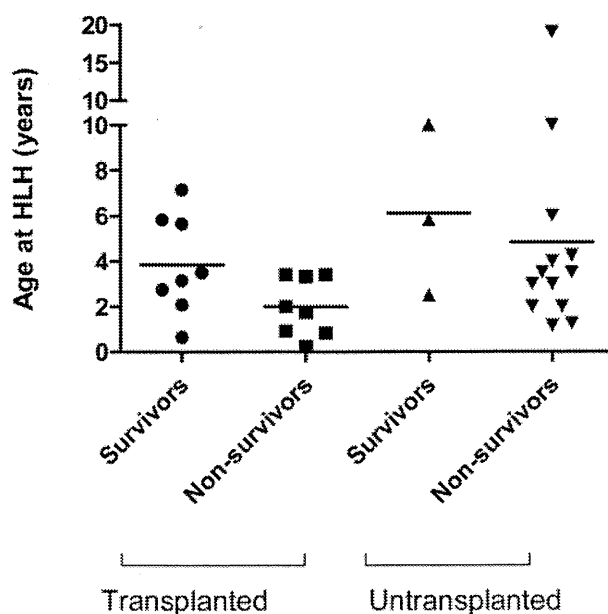 Age at HLH (years)
20
15
10
10
8
6
4
2
0
Survivors
Non-survivors
Survivors
Non-survivors
Transplanted
Untransplanted